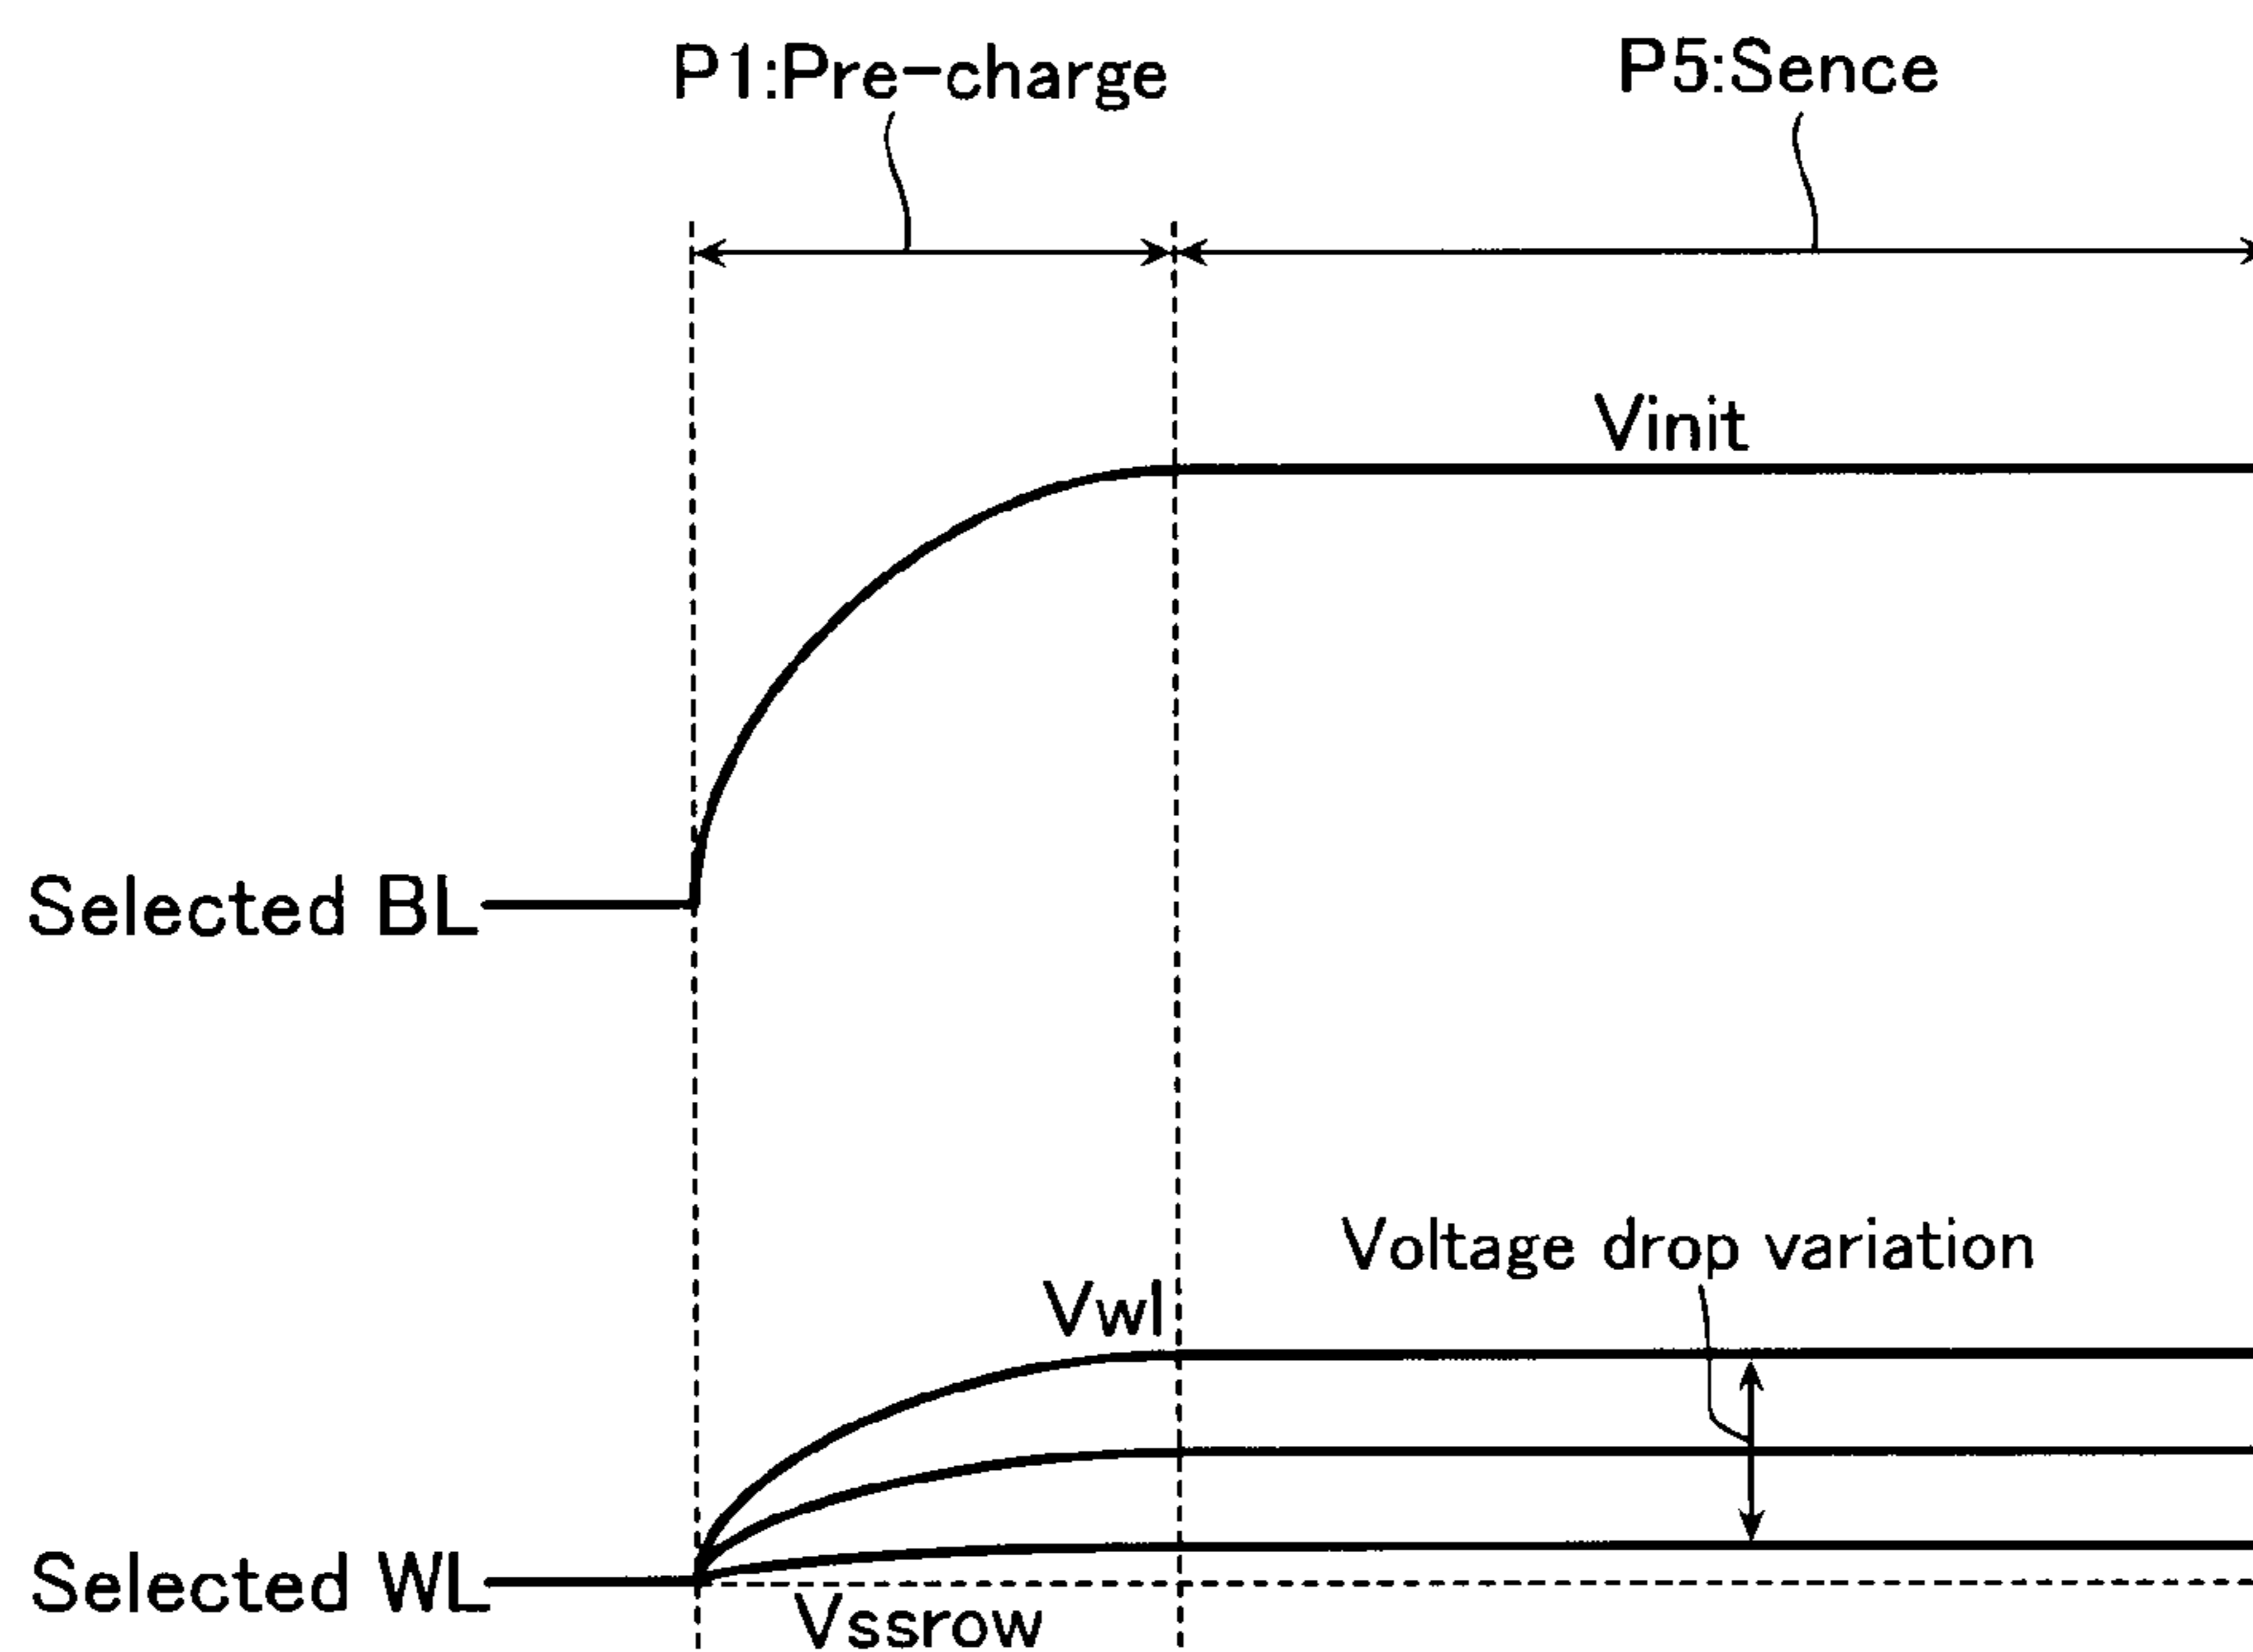 P1:Pre-charge
P5:Sence
Vinit
Selected BL
Voltage drop variation
Vwl
Selected WL
Vssrow